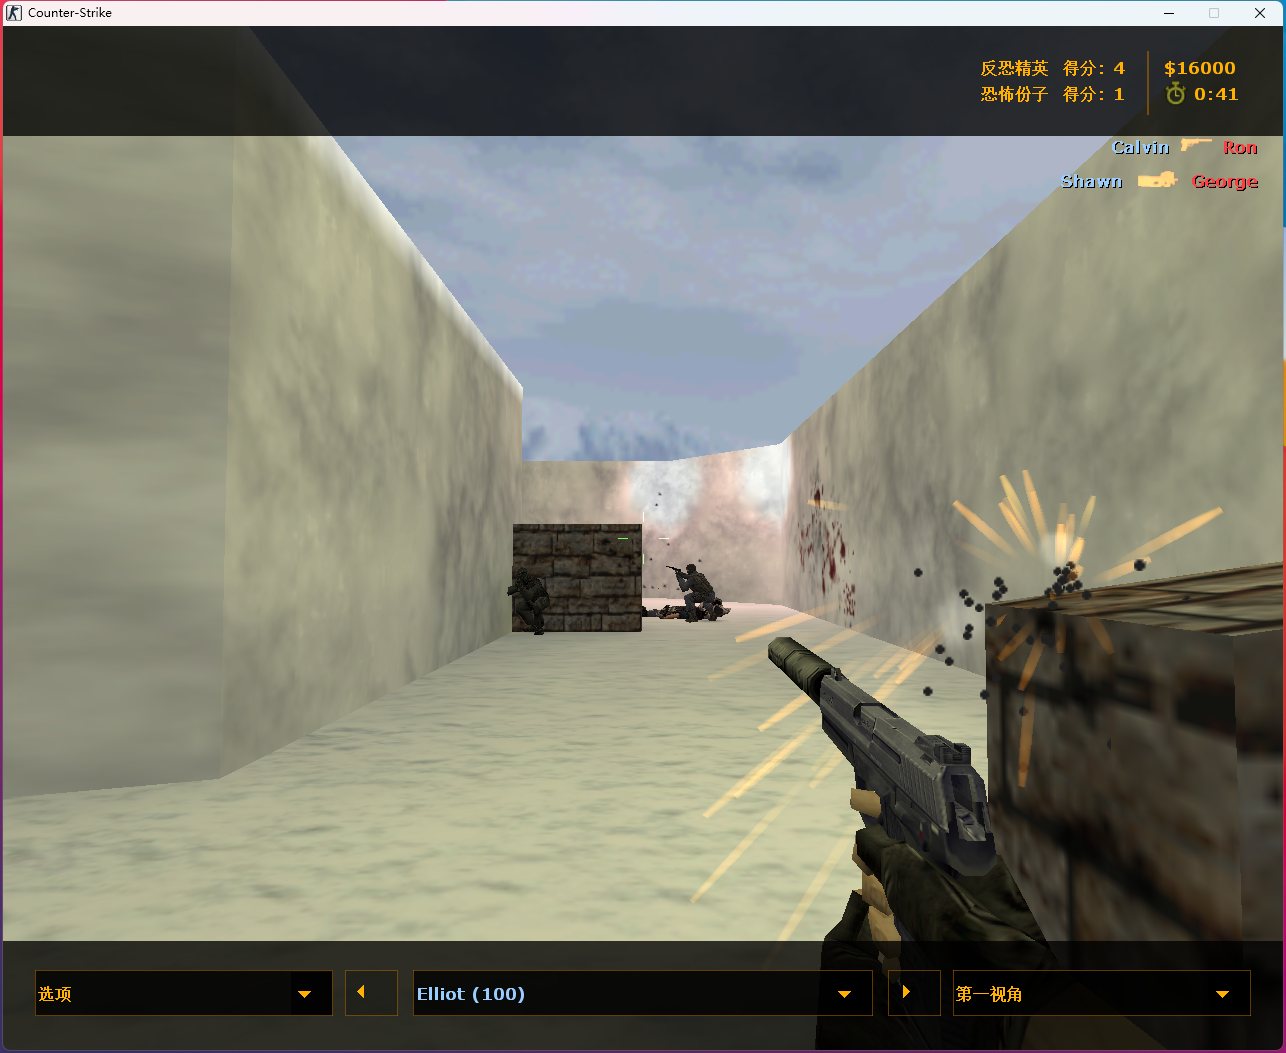 Counter-Strike
反恐精英 得分: 4 $16000
恐怖份子 得分: 1 0:41
Calvin Ron
Shawn George
选项 Elliot (100) 第一视角